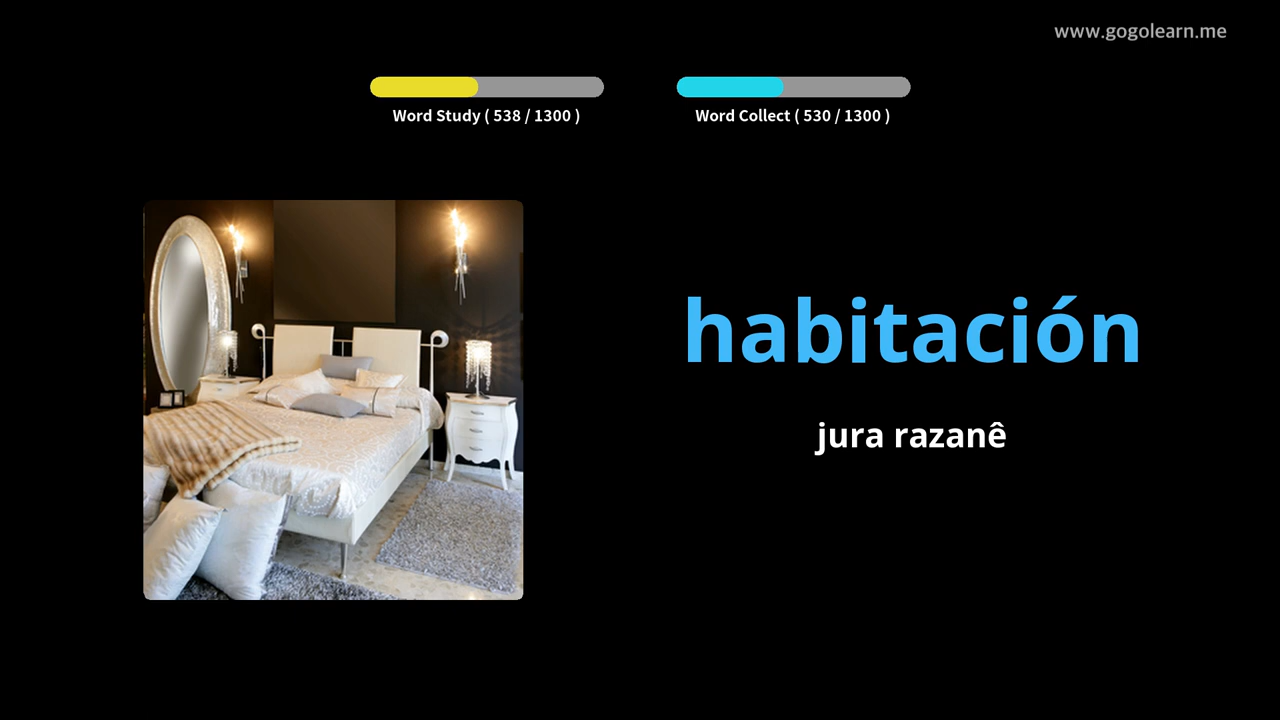 www.gogolearn.me
Word Study ( 538 / 1300 )
Word Collect ( 530 / 1300 )
habitación
jura razanê